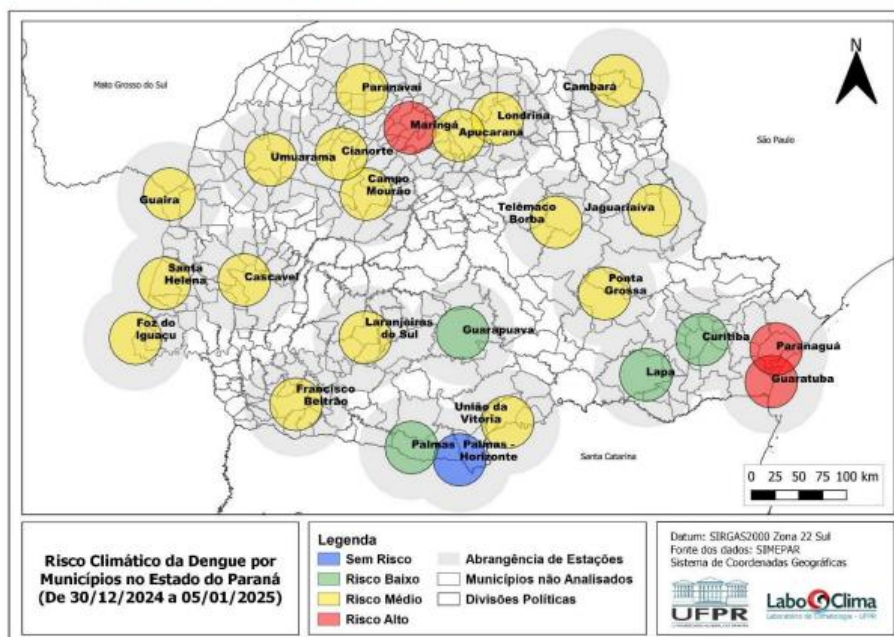 N
Mato Grosso do Sul
São Paulo
Santa Catarina
Paranavaí
Cambará
Maringá
Londrina
Apucarana
Cianorte
Umuarama
Campo
Mourão
Guaíra
Telêmaco
Borba
Jaguariaíva
Santa
Helena
Cascavel
Ponta
Grossa
Foz do
Iguaçu
Laranjeiras
do Sul
Guarapuava
Curitiba
Paranaguá
Lapa
Guaratuba
Francisco
Beltrão
União da
Vitória
Palmas
Palmas -
Horizonte
0 25 50 75 100 km
Risco Climático da Dengue por
Municípios no Estado do Paraná
(De 30/12/2024 a 05/01/2025)
Legenda
Sem Risco
Risco Baixo
Risco Médio
Risco Alto
Abrangência de Estações
Municípios não Analisados
Divisões Políticas
Datum: SIRGAS2000 Zona 22 Sul
Fonte dos dados: SIMEPAR
Sistema de Coordenadas Geográficas
UFPR
LaboClima
Laboratório de Climatologia - UFPR